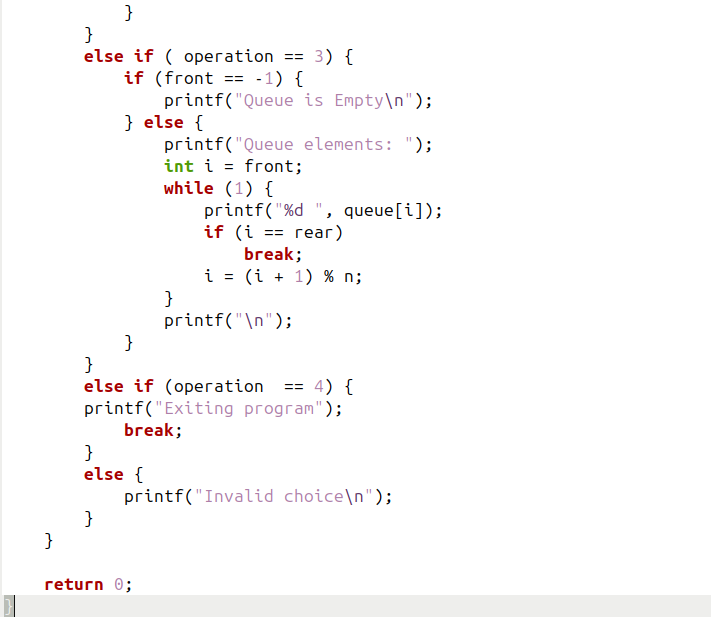 }
        }
        else if ( operation == 3) {
            if (front == -1) {
                printf("Queue is Empty\n");
            } else {
                printf("Queue elements: ");
                int i = front;
                while (1) {
                    printf("%d ", queue[i]);
                    if (i == rear)
                        break;
                    i = (i + 1) % n;
                }
                printf("\n");
            }
        }
        else if (operation  == 4) {
        printf("Exiting program");
            break;
        }
        else {
            printf("Invalid choice\n");
        }
    }

    return 0;
}